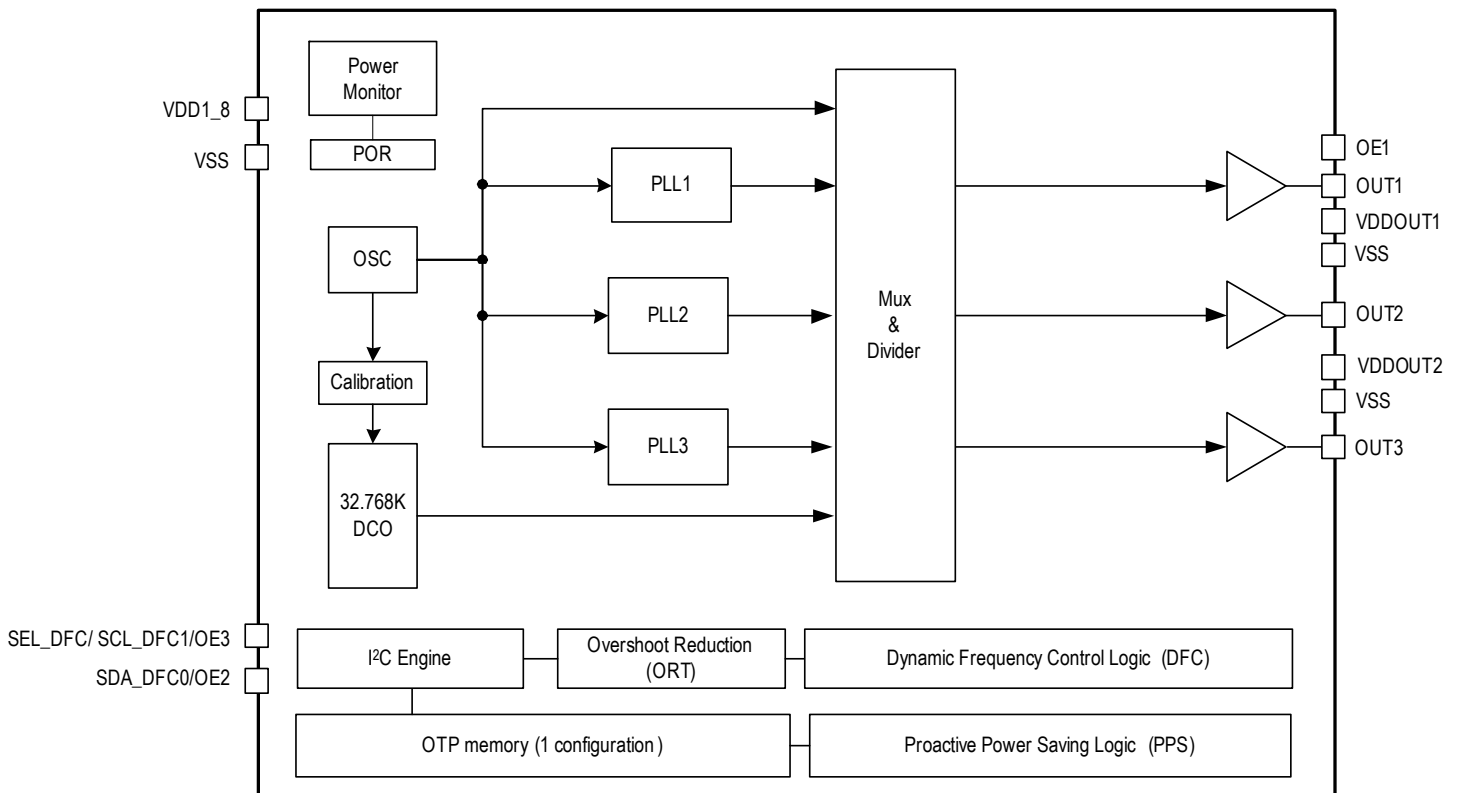 Power
Monitor
VDD1_8
POR
VSS
OE1
PLL1
OUT1
VDDOUT1
OSC
VSS
Mux
&
Divider
PLL2
OUT2
VDDOUT2
Calibration
VSS
PLL3
OUT3
32.768K
DCO
SEL_DFC/ SCL_DFC1/OE3
I²C Engine
Overshoot Reduction
(ORT)
Dynamic Frequency Control Logic (DFC)
SDA_DFC0/OE2
OTP memory (1 configuration )
Proactive Power Saving Logic (PPS)